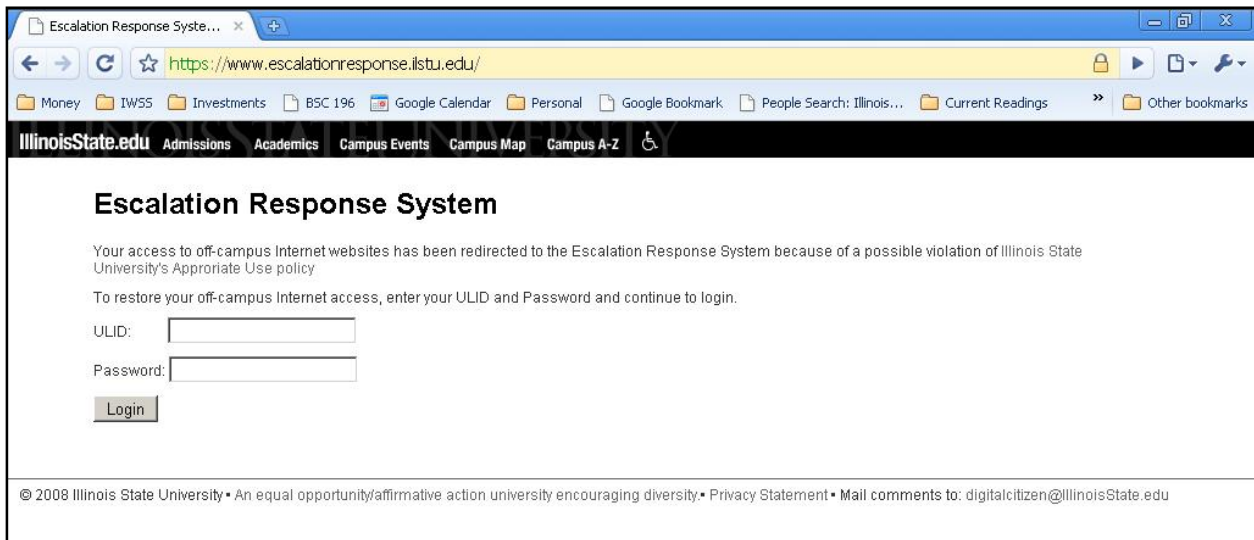 Escalation Response Syste...
https://www.escalationresponse.ilstu.edu/
Money IWSS Investments BSC 196 Google Calendar Personal Google Bookmark People Search: Illinois... Current Readings » Other bookmarks
ILLINOIS STATE UNIVERSITY
IllinoisState.edu Admissions Academics Campus Events Campus Map Campus A-Z
Escalation Response System
Your access to off-campus Internet websites has been redirected to the Escalation Response System because of a possible violation of Illinois State
University's Approriate Use policy
To restore your off-campus Internet access, enter your ULID and Password and continue to login.
ULID:
Password:
Login
© 2008 Illinois State University • An equal opportunity/affirmative action university encouraging diversity. • Privacy Statement • Mail comments to: digitalcitizen@IllinoisState.edu